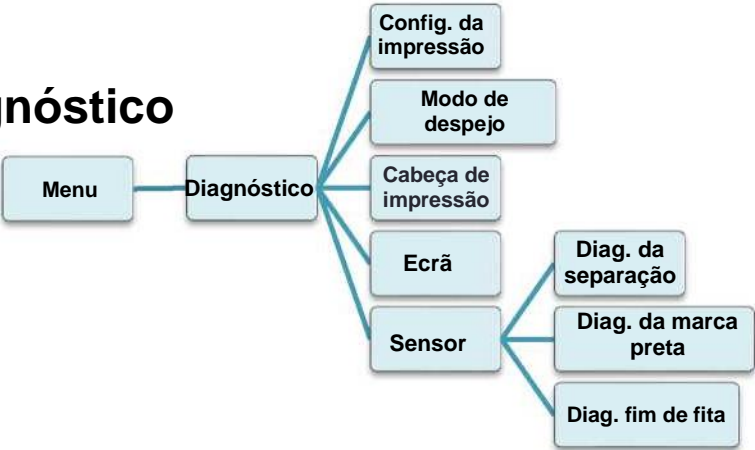 Config. da
impressão
gnóstico
Modo de
despejo
Menu
Diagnóstico
Cabeça de
impressão
Ecrã
Diag. da
separação
Sensor
Diag. da marca
preta
Diag. fim de fita